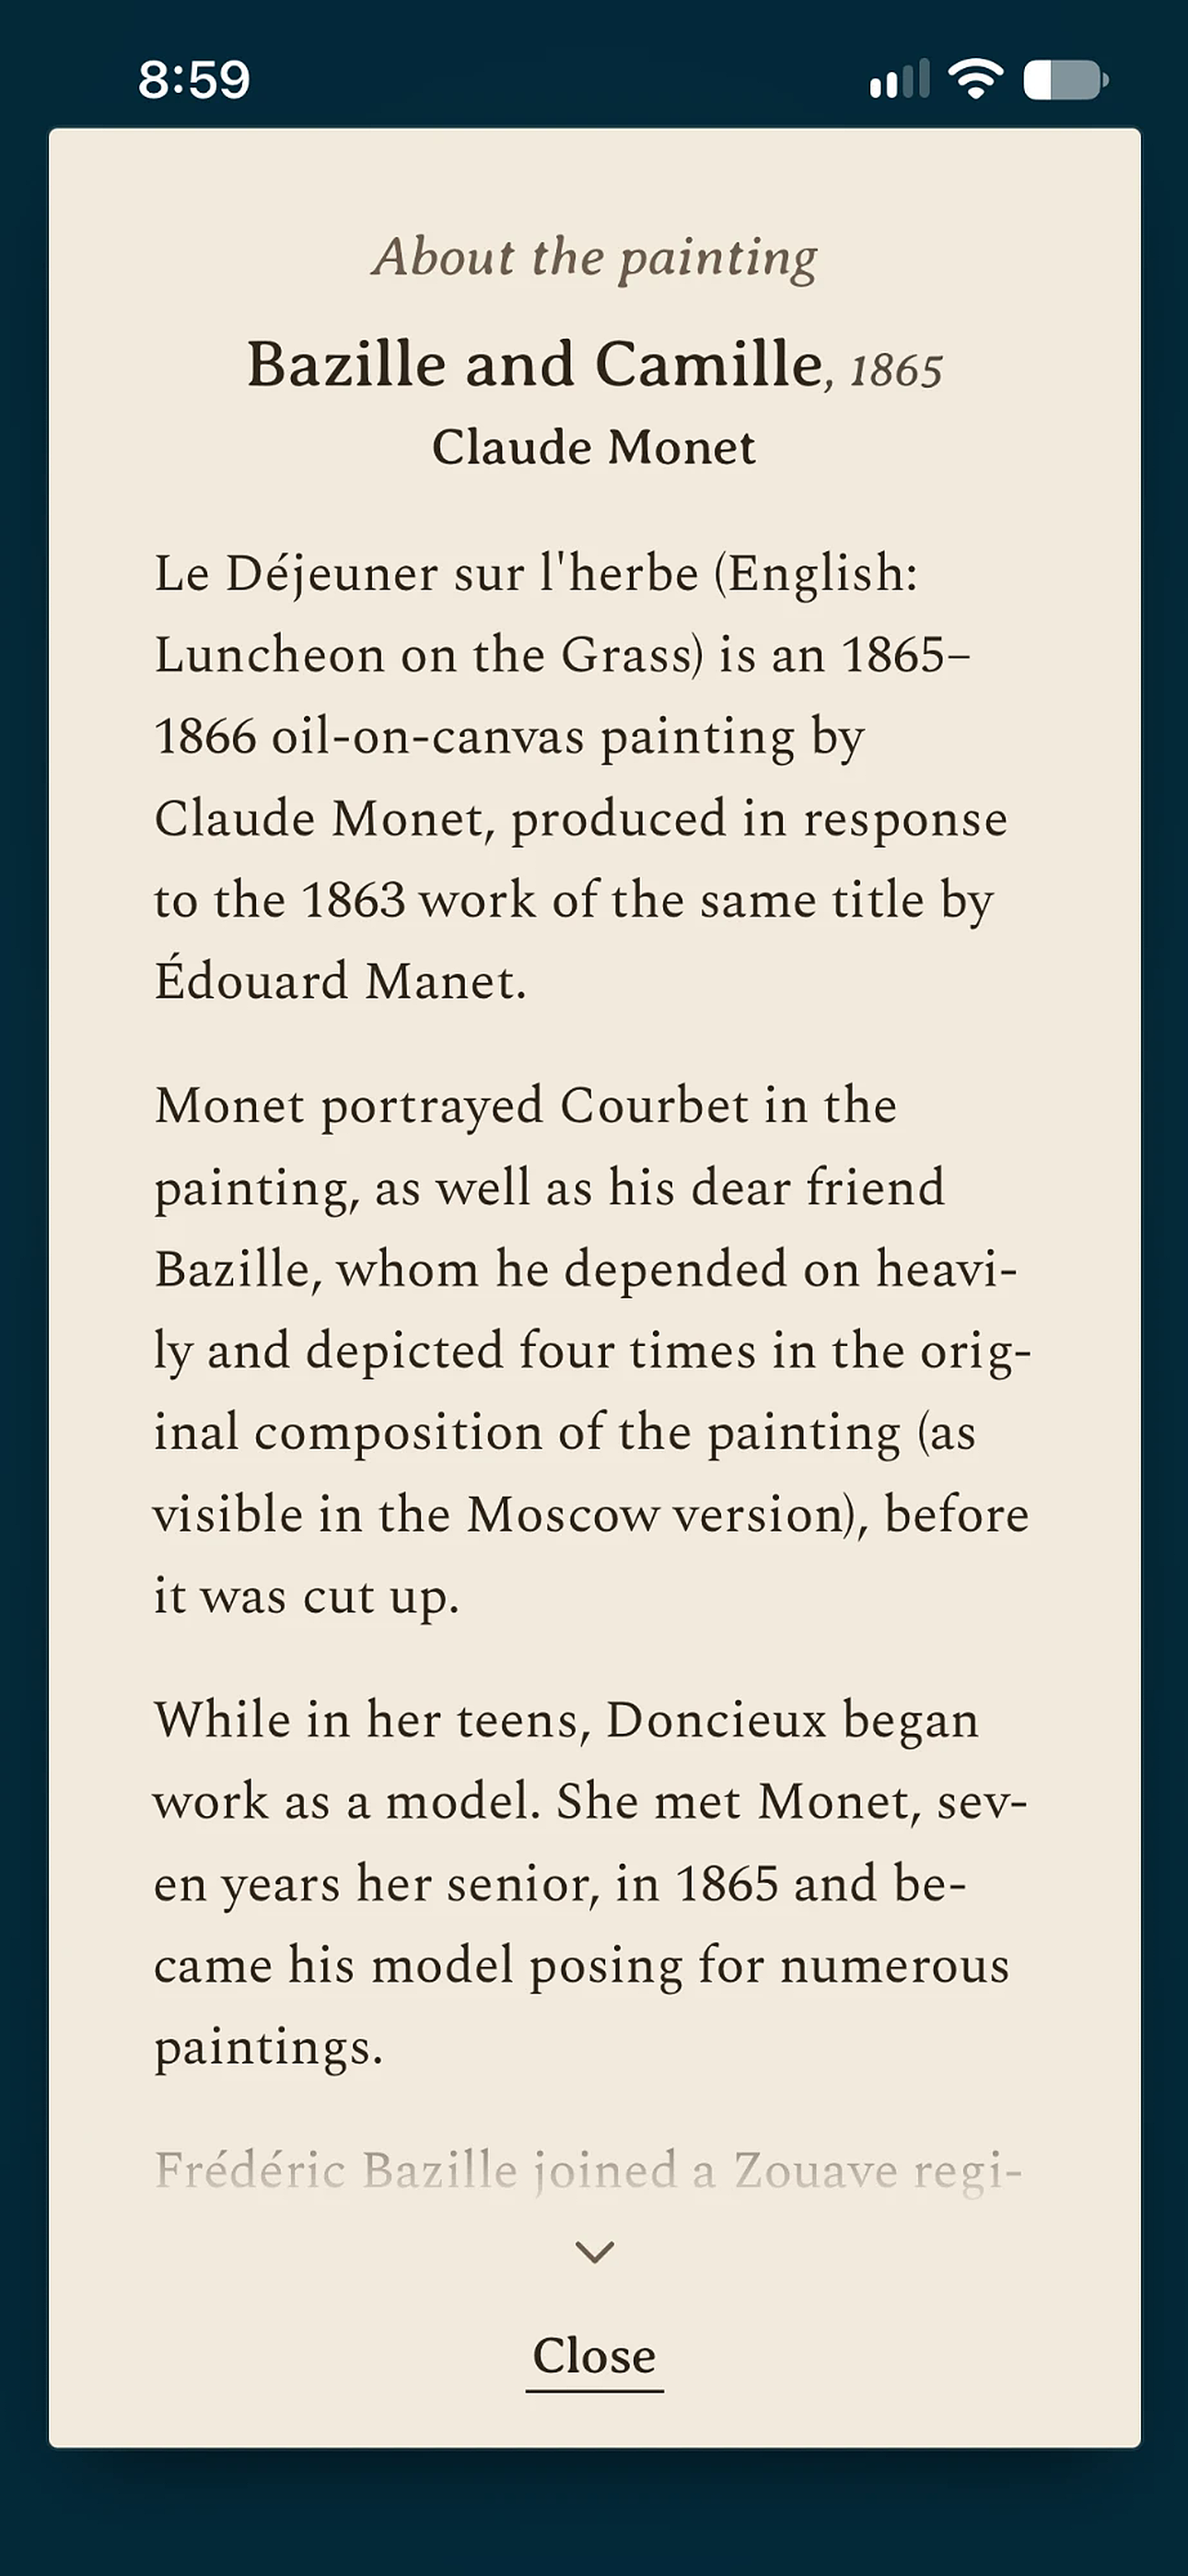 8:59
About the painting
Bazille and Camille, 1865
Claude Monet
Le Déjeuner sur l'herbe (English:
Luncheon on the Grass) is an 1865–
1866 oil-on-canvas painting by
Claude Monet, produced in response
to the 1863 work of the same title by
Édouard Manet.
Monet portrayed Courbet in the
painting, as well as his dear friend
Bazille, whom he depended on heavi-
ly and depicted four times in the orig-
inal composition of the painting (as
visible in the Moscow version), before
it was cut up.
While in her teens, Doncieux began
work as a model. She met Monet, sev-
en years her senior, in 1865 and be-
came his model posing for numerous
paintings.
Frédéric Bazille joined a Zouave regi-
Close